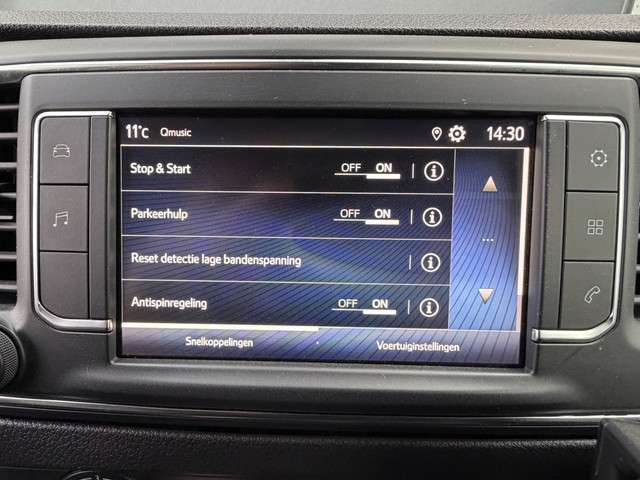 11°C Qmusic 14:30
Stop & Start OFF ON
Parkeerhulp OFF ON
Reset detectie lage bandenspanning
Antispinregeling OFF ON
Snelkoppelingen Voertuiginstellingen